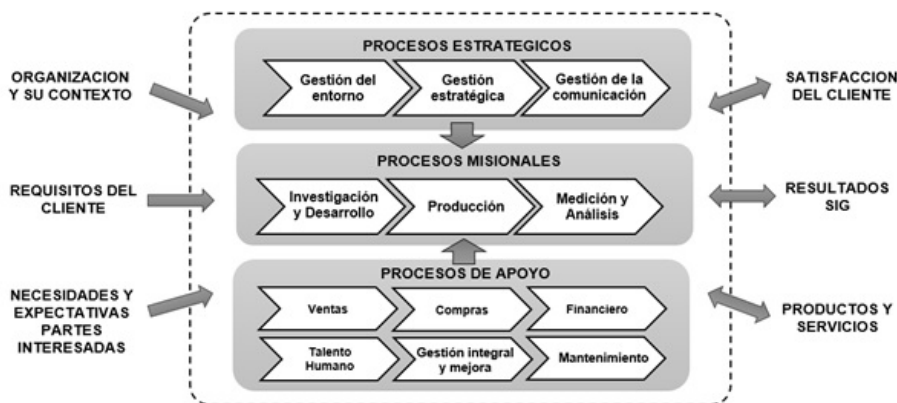 PROCESOS ESTRATEGICOS
Gestión del
entorno
Gestión
estratégica
Gestión de la
comunicación
ORGANIZACION
Y SU CONTEXTO
SATISFACCION
DEL CLIENTE
PROCESOS MISIONALES
Investigación
y Desarrollo
Producción
Medición y
Análisis
REQUISITOS DEL
CLIENTE
RESULTADOS
SIG
PROCESOS DE APOYO
Ventas
Compras
Financiero
Talento
Humano
Gestión integral
y mejora
Mantenimiento
NECESIDADES Y
EXPECTATIVAS
PARTES
INTERESADAS
PRODUCTOS Y
SERVICIOS